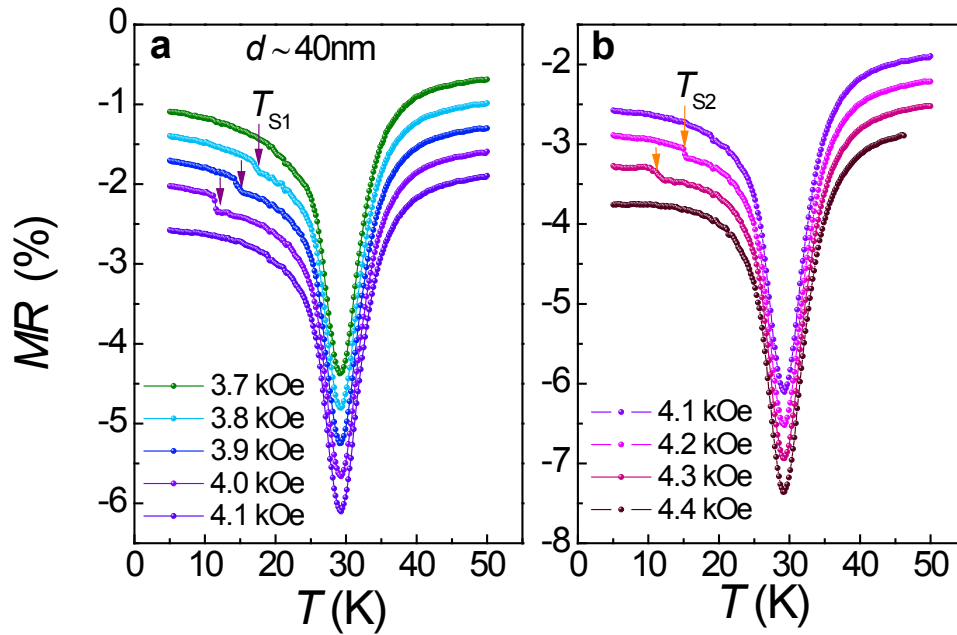 a
d ~ 40nm
T_S1
MR (%)
0
-1
-2
-3
-4
-5
-6
3.7 kOe
3.8 kOe
3.9 kOe
4.0 kOe
4.1 kOe
0 10 20 30 40 50
T (K)
b
T_S2
-2
-3
-4
-5
-6
-7
-8
4.1 kOe
4.2 kOe
4.3 kOe
4.4 kOe
0 10 20 30 40 50
T (K)